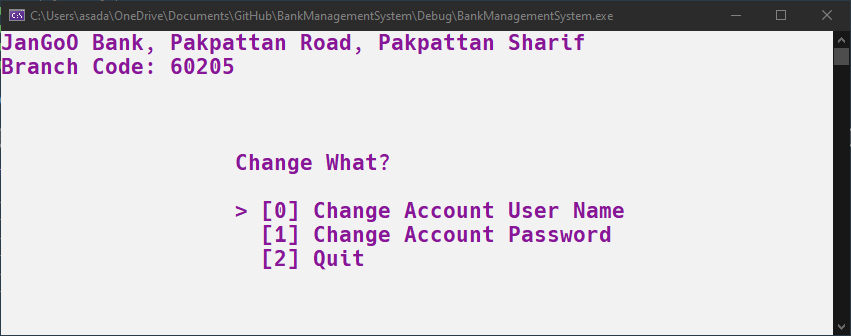 C:\Users\asada\OneDrive\Documents\GitHub\BankManagementSystem\Debug\BankManagementSystem.exe
JanGoO Bank, Pakpattan Road, Pakpattan Sharif
Branch Code: 60205
Change What?
> [0] Change Account User Name
[1] Change Account Password
[2] Quit